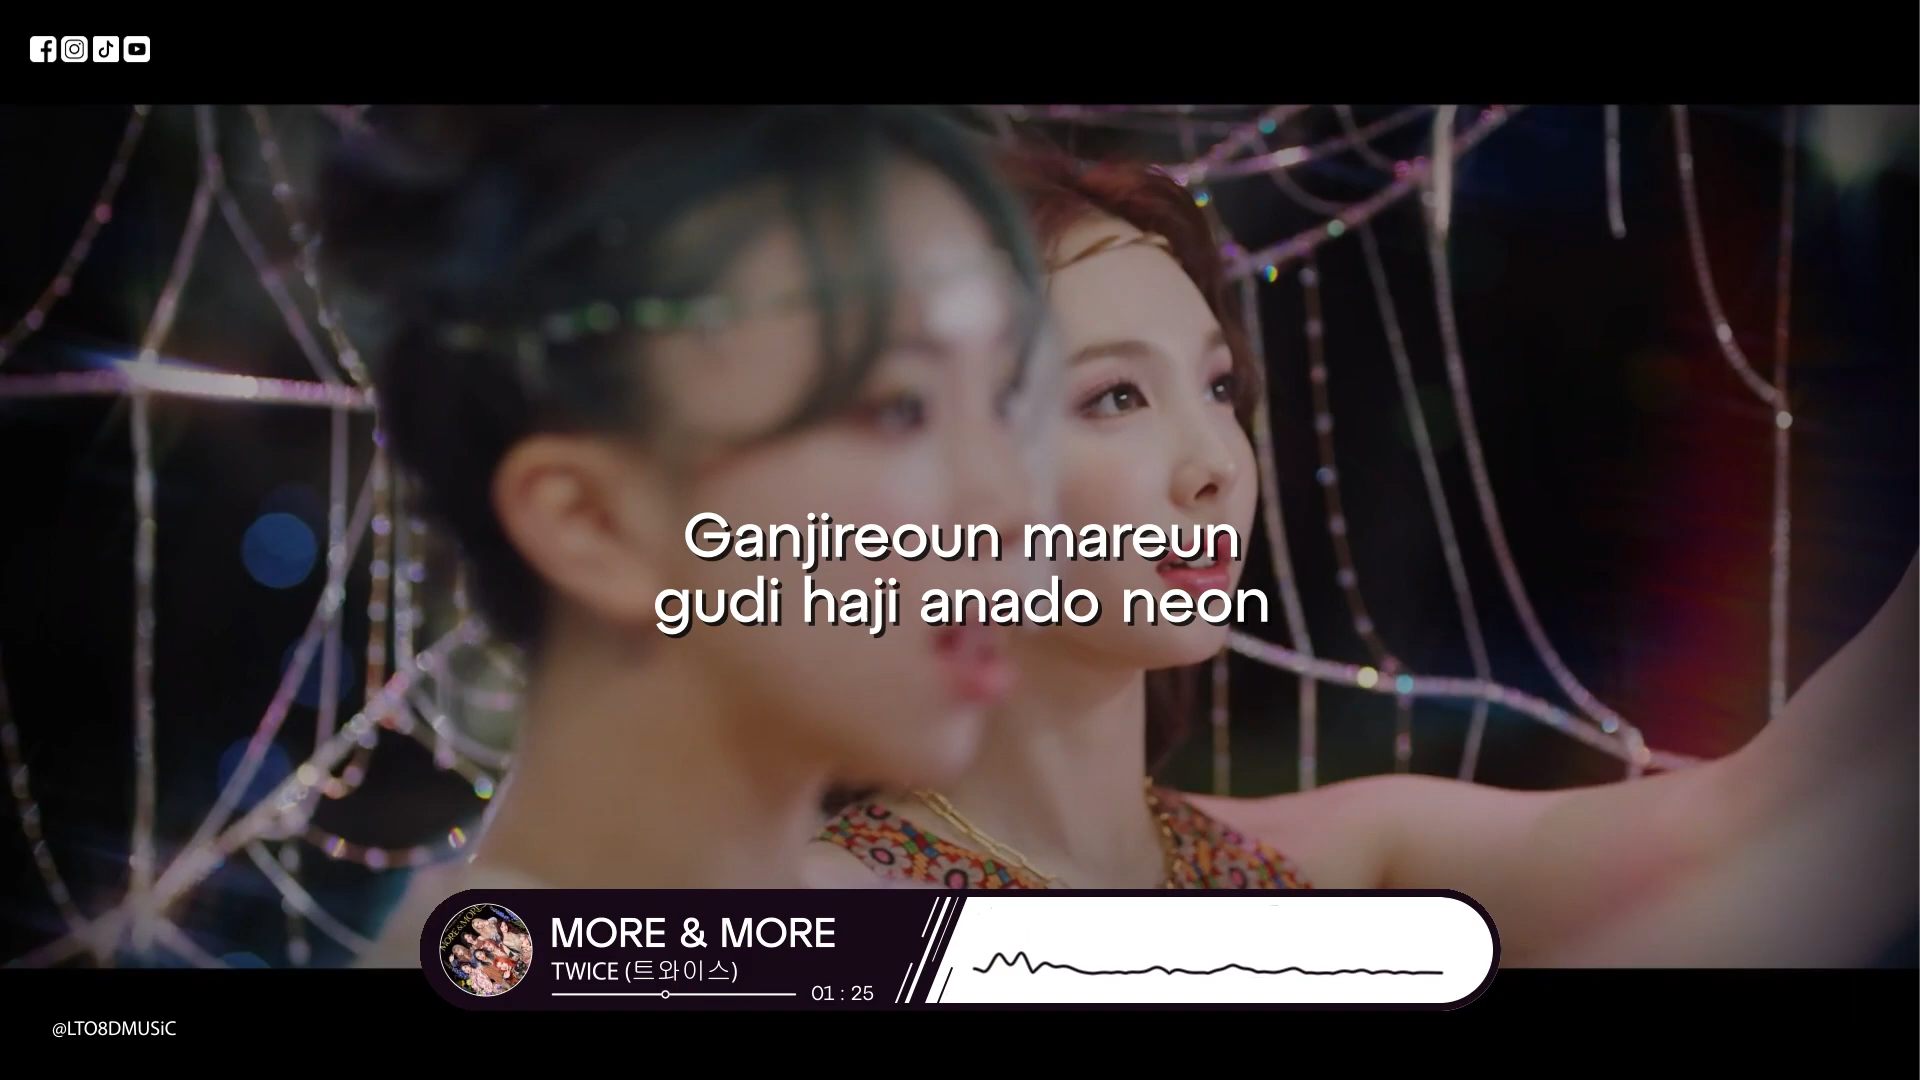 Ganjireoun mareun
gudi haji anado neon
MORE & MORE
TWICE (트와이스)
01 : 25
@LTO8DMUSiC